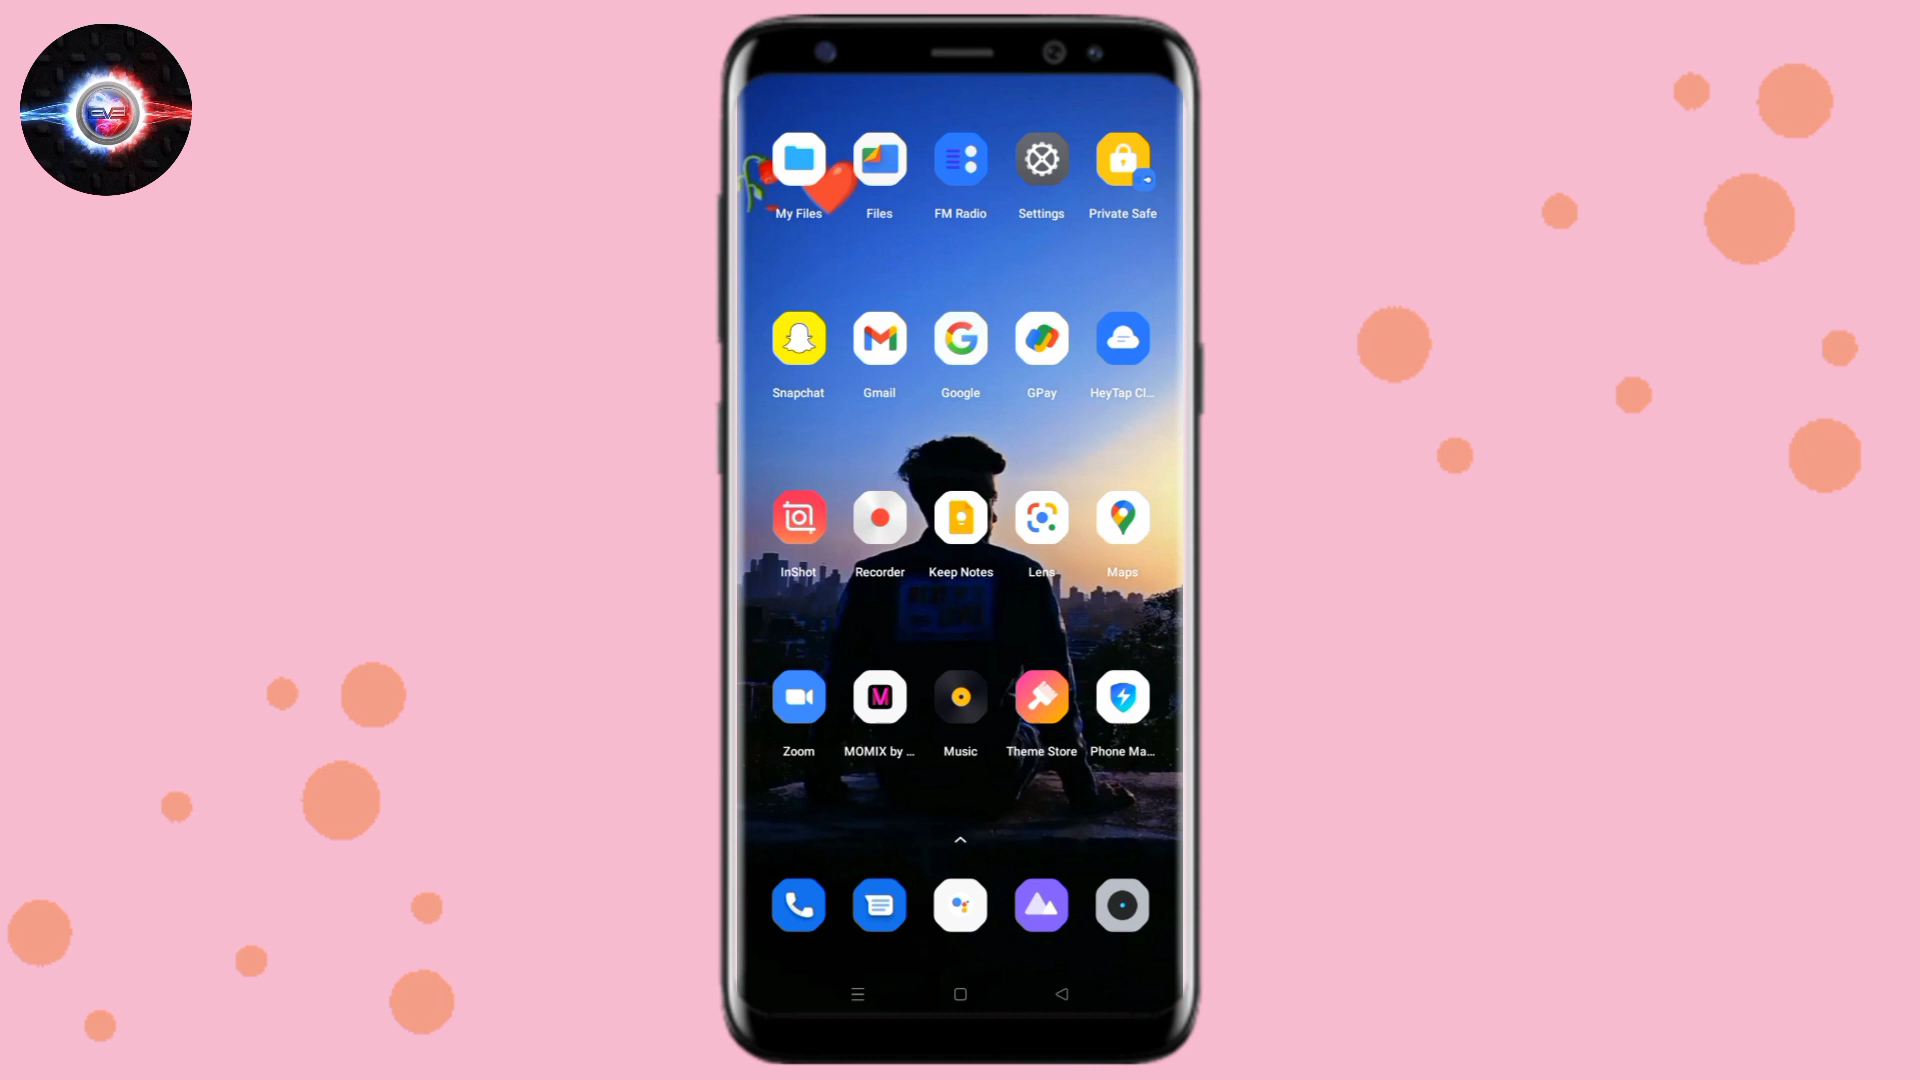 EVE
My Files Files FM Radio Settings Private Safe
Snapchat Gmail Google GPay HeyTap Cl...
InShot Recorder Keep Notes Lens Maps
Zoom MOMIX by ... Music Theme Store Phone Ma...